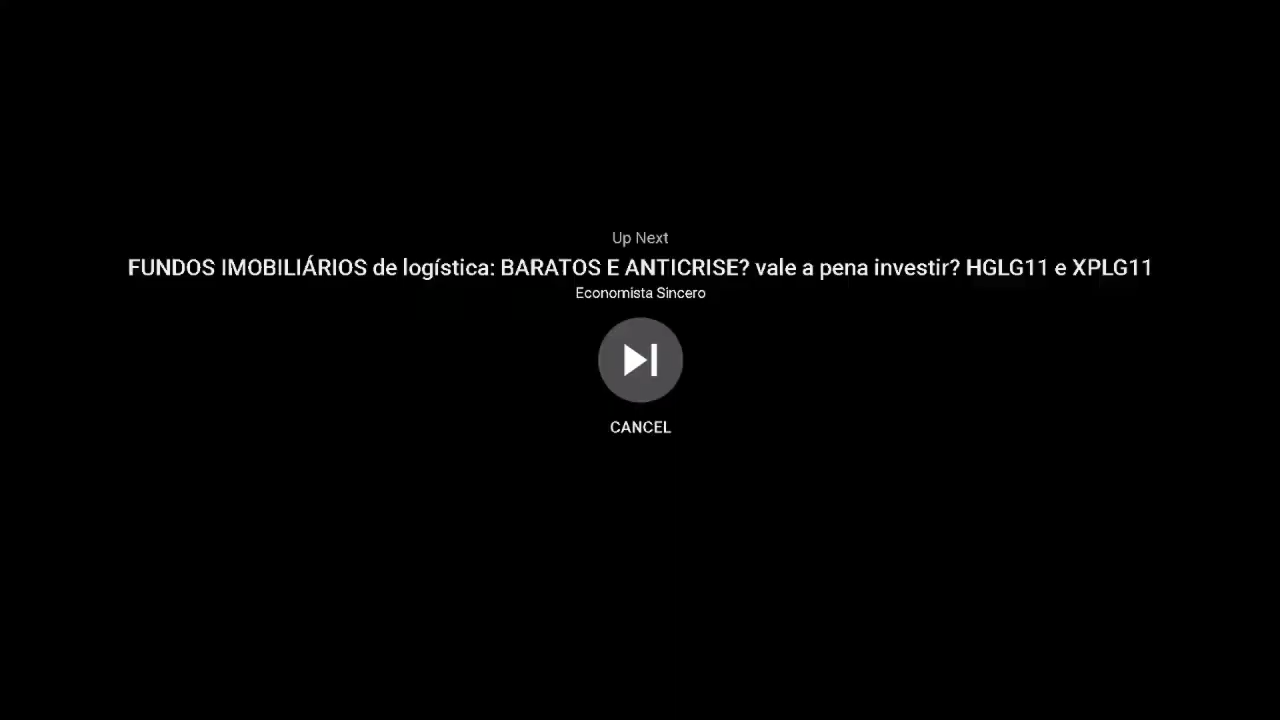 Up Next
FUNDOS IMOBILIÁRIOS de logística: BARATOS E ANTICRISE? vale a pena investir? HGLG11 e XPLG11
Economista Sincero
CANCEL